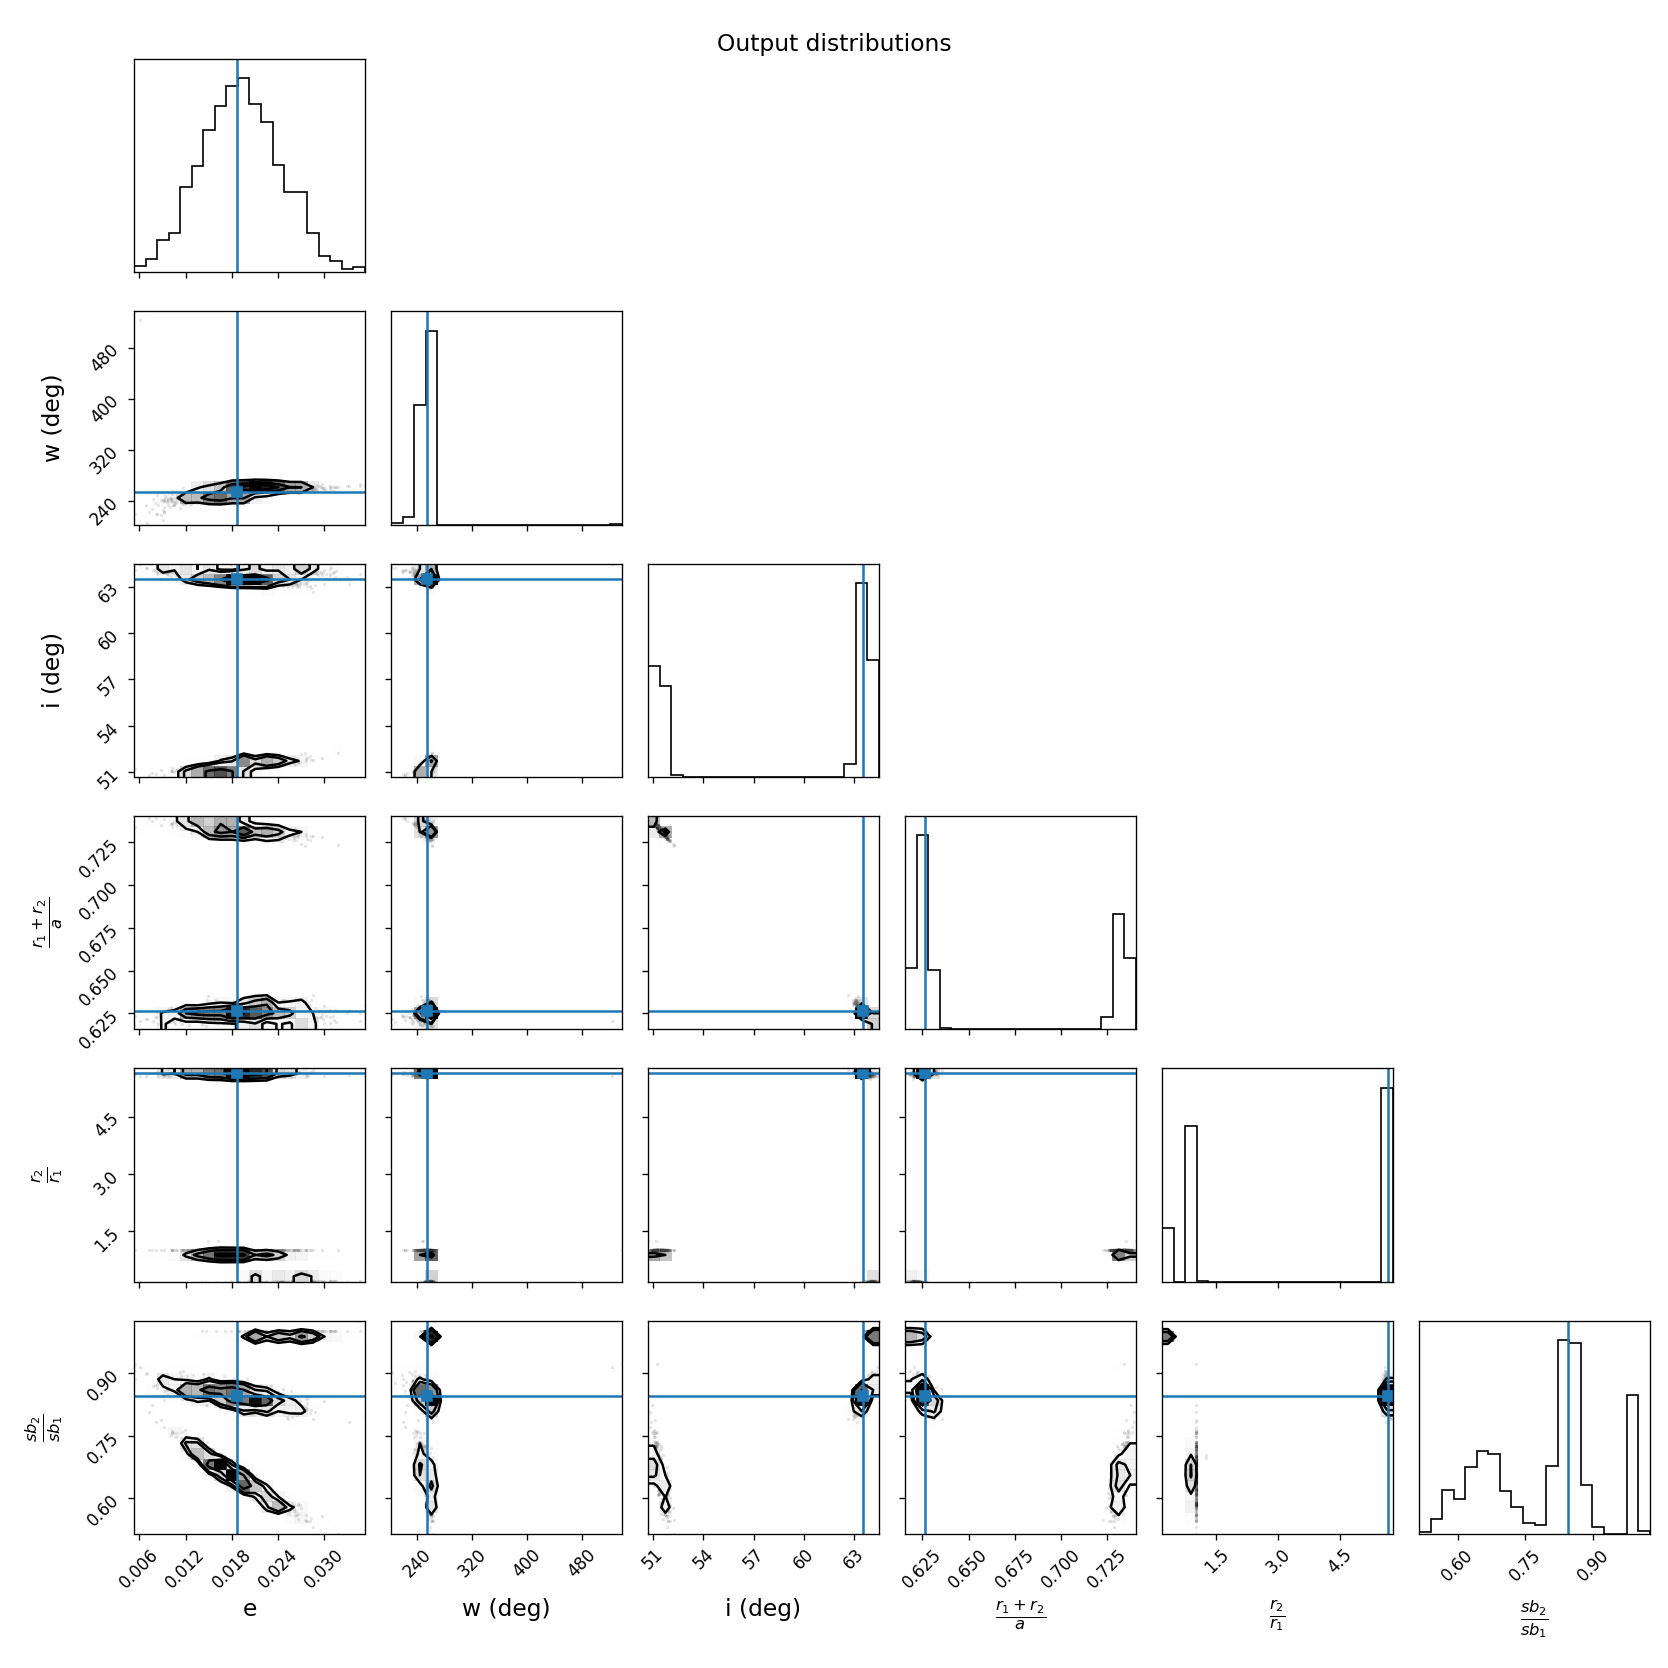 Output distributions
w (deg)
480
400
320
240
i (deg)
63
60
57
54
51
r₁ + r₂
a
0.725
0.700
0.675
0.650
0.625
r₂
r₁
4.5
3.0
1.5
sb₂
sb₁
0.90
0.75
0.60
0.006 0.012 0.018 0.024 0.030 240 320 400 480 51 54 57 60 63 0.625 0.650 0.675 0.700 0.725 1.5 3.0 4.5 0.60 0.75 0.90
e w (deg) i (deg)
r₁ + r₂
a
r₂
r₁
sb₂
sb₁